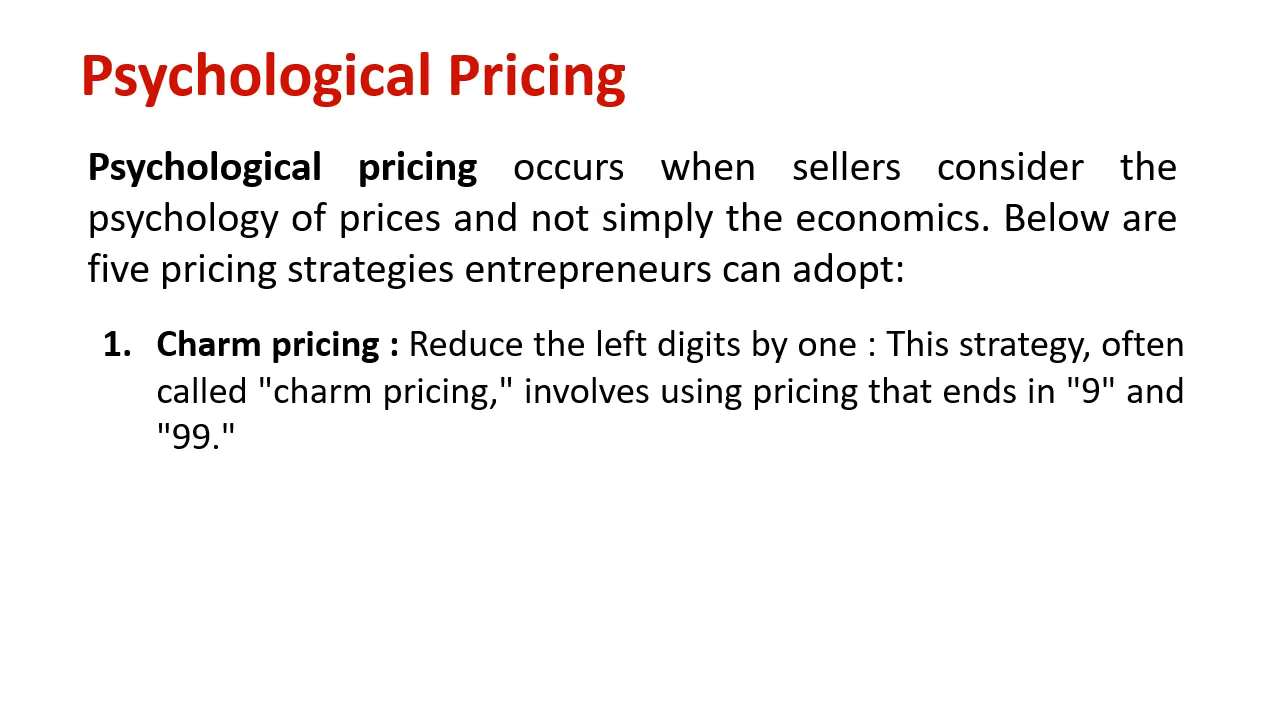 Psychological Pricing
Psychological pricing occurs when sellers consider the
psychology of prices and not simply the economics. Below are
five pricing strategies entrepreneurs can adopt:
1. Charm pricing : Reduce the left digits by one : This strategy, often
called "charm pricing," involves using pricing that ends in "9" and
"99."